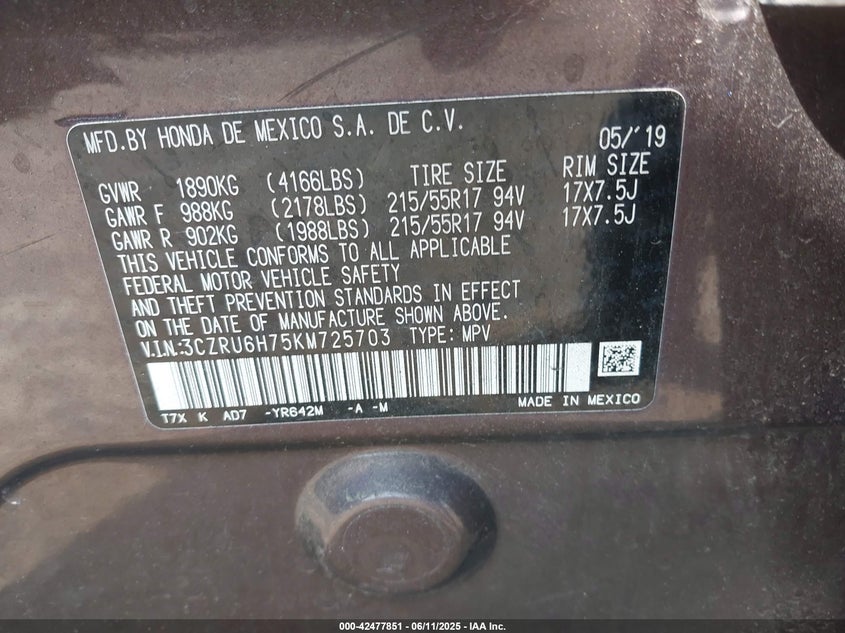 MFD.BY HONDA DE MEXICO S.A. DE C.V. 05/'19
GVWR 1890KG (4166LBS) TIRE SIZE RIM SIZE
GAWR F 988KG (2178LBS) 215/55R17 94V 17X7.5J
GAWR R 902KG (1988LBS) 215/55R17 94V 17X7.5J
THIS VEHICLE CONFORMS TO ALL APPLICABLE
FEDERAL MOTOR VEHICLE SAFETY
AND THEFT PREVENTION STANDARDS IN EFFECT
ON THE DATE OF MANUFACTURE SHOWN ABOVE.
V.I.N:3CZRU6H75KM725703 TYPE: MPV
T7X K AD7 -YR642M -A -M MADE IN MEXICO
000-42477851 - 06/11/2025 - IAA Inc.